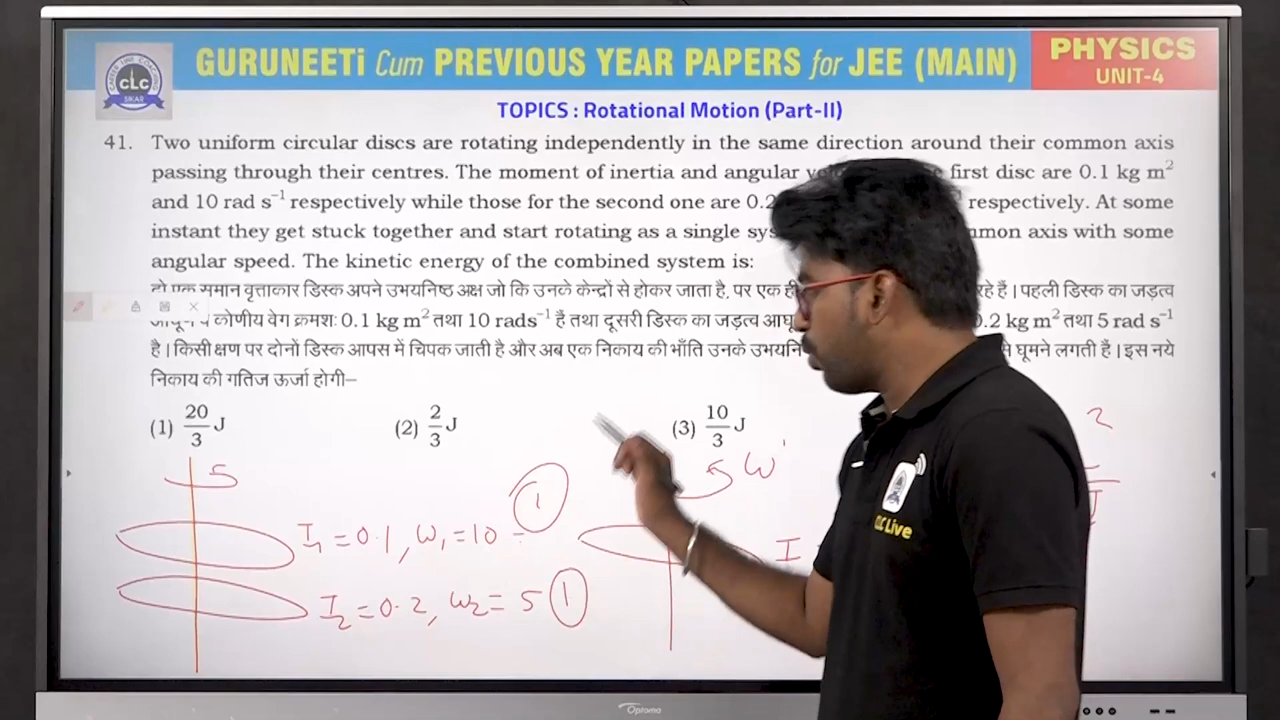 GURUNEETi Cum PREVIOUS YEAR PAPERS for JEE (MAIN)
PHYSICS
UNIT-4
CLC
SIKAR
TOPICS : Rotational Motion (Part-II)
41. Two uniform circular discs are rotating independently in the same direction around their common axis
passing through their centres. The moment of inertia and angular first disc are 0.1 kg m²
and 10 rad s⁻¹ respectively while those for the second one are 0.2 respectively. At some
instant they get stuck together and start rotating as a single axis with some
angular speed. The kinetic energy of the combined system is:
समान वृत्ताकार डिस्क अपने उभयनिष्ठ अक्ष जो कि उनके केन्द्रों से होकर जाता है, पर एक ही रहे हैं। पहली डिस्क का जड़त्व
कोणीय वेग क्रमशः 0.1 kg m² तथा 10 rads⁻¹ हैं तथा दूसरी डिस्क का जड़त्व 0.2 kg m² तथा 5 rad s⁻¹
है। किसी क्षण पर दोनों डिस्क आपस में चिपक जाती है और अब एक निकाय की भाँति उनके घूमने लगती हैं। इस नये
निकाय की गतिज ऊर्जा होगी–
(1) 20/3 J (2) 2/3 J (3) 10/3 J
2
ω'
I₁ = 0.1, ω₁ = 10 1
I
I₂ = 0.2, ω₂ = 5 1
CLC Live
Optoma